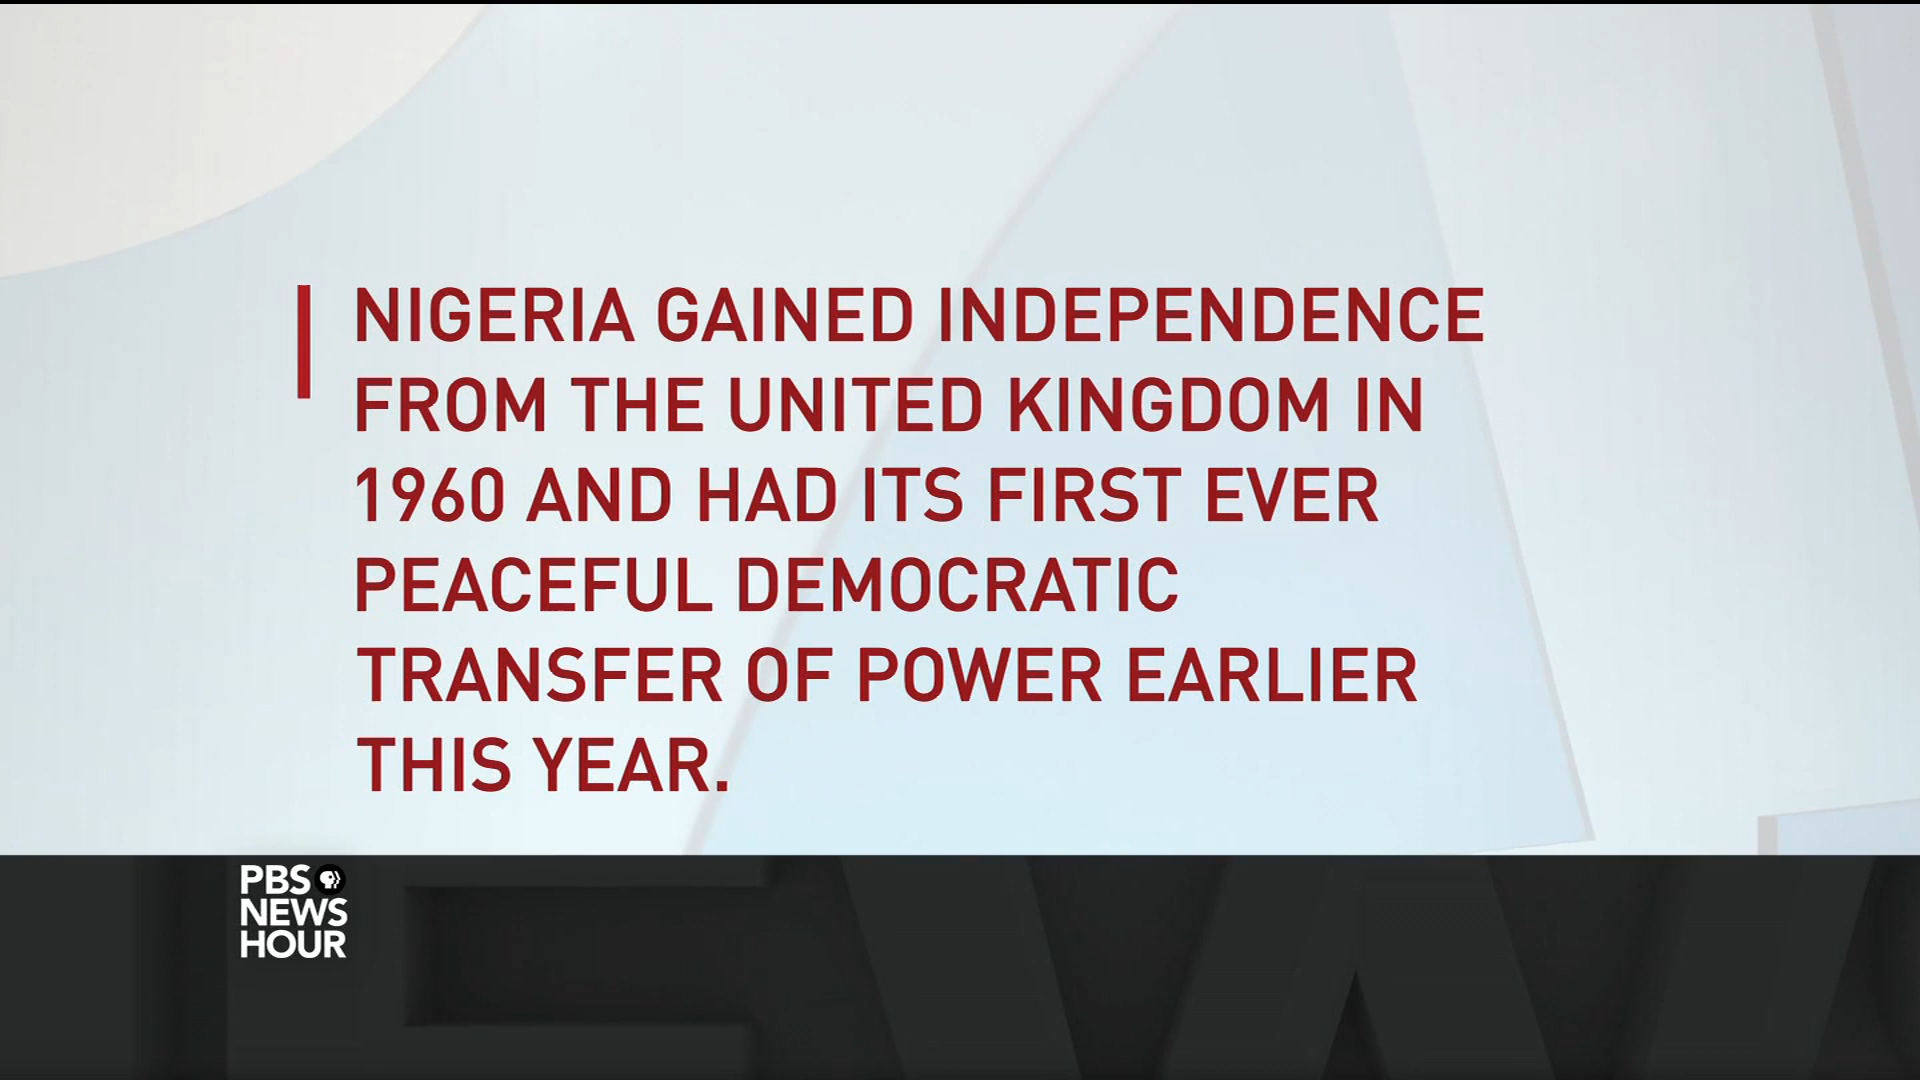 NIGERIA GAINED INDEPENDENCE
FROM THE UNITED KINGDOM IN
1960 AND HAD ITS FIRST EVER
PEACEFUL DEMOCRATIC
TRANSFER OF POWER EARLIER
THIS YEAR.
PBS
NEWS
HOUR